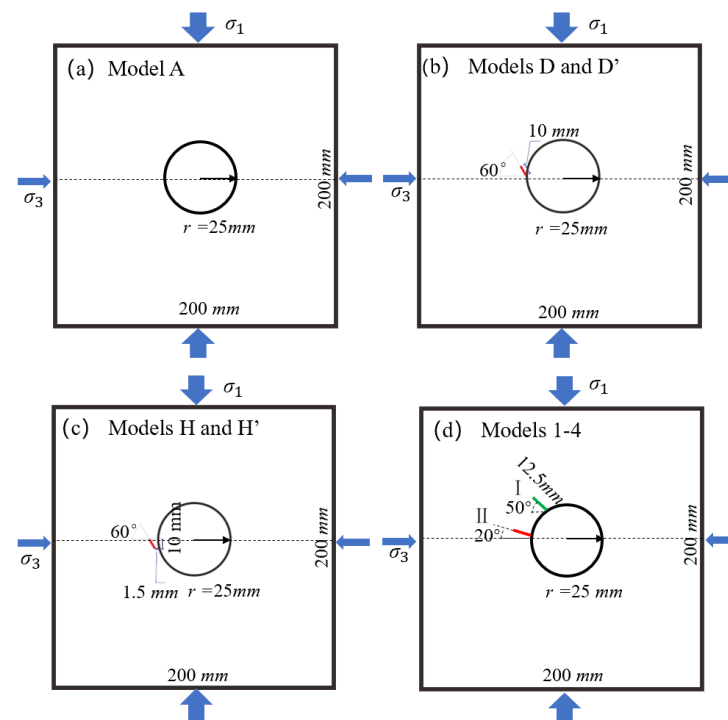 σ1
(a) Model A
σ3
200 mm
r =25mm
200 mm
σ1
(b) Models D and D’
10 mm
60°
σ3
200 mm
r =25mm
200 mm
σ1
(c) Models H and H’
60°
10 mm
σ3
200 mm
1.5 mm
r =25mm
200 mm
σ1
(d) Models 1-4
12.5mm
I
50°
II
20°
σ3
200 mm
r =25 mm
200 mm